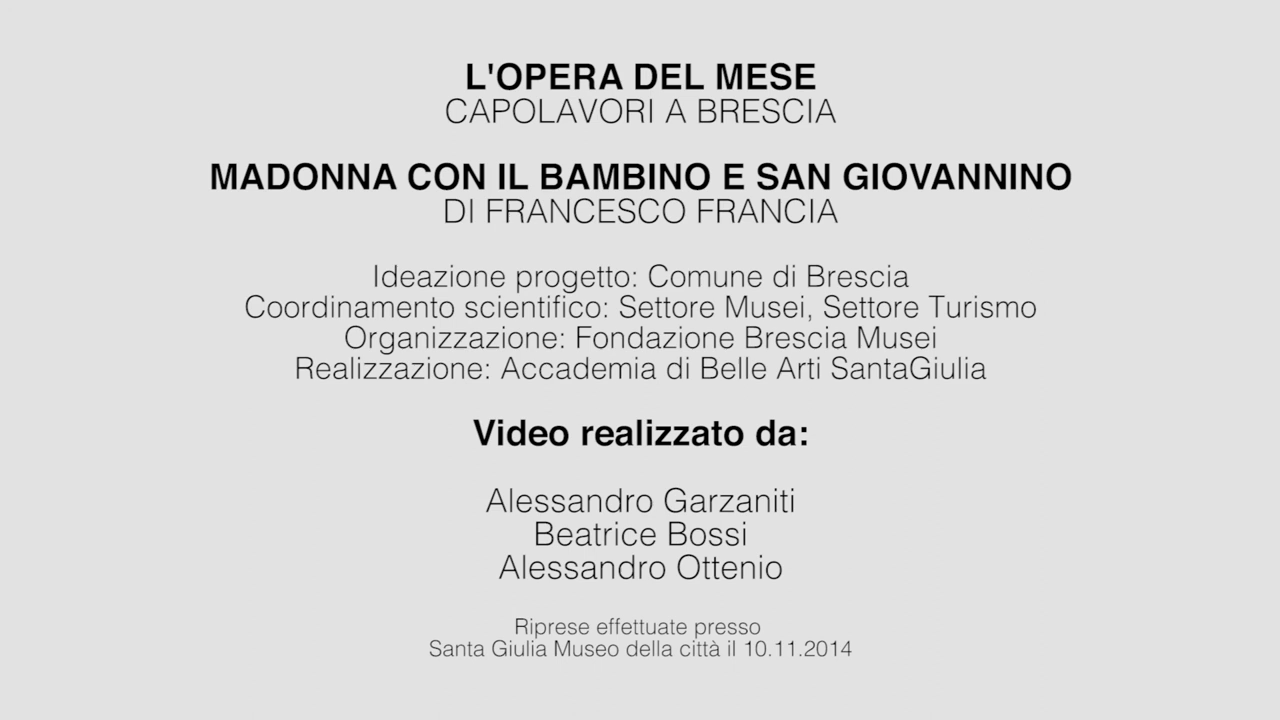 L'OPERA DEL MESE
CAPOLAVORI A BRESCIA
MADONNA CON IL BAMBINO E SAN GIOVANNINO
DI FRANCESCO FRANCIA
Ideazione progetto: Comune di Brescia
Coordinamento scientifico: Settore Musei, Settore Turismo
Organizzazione: Fondazione Brescia Musei
Realizzazione: Accademia di Belle Arti SantaGiulia
Video realizzato da:
Alessandro Garzaniti
Beatrice Bossi
Alessandro Ottenio
Riprese effettuate presso
Santa Giulia Museo della città il 10.11.2014